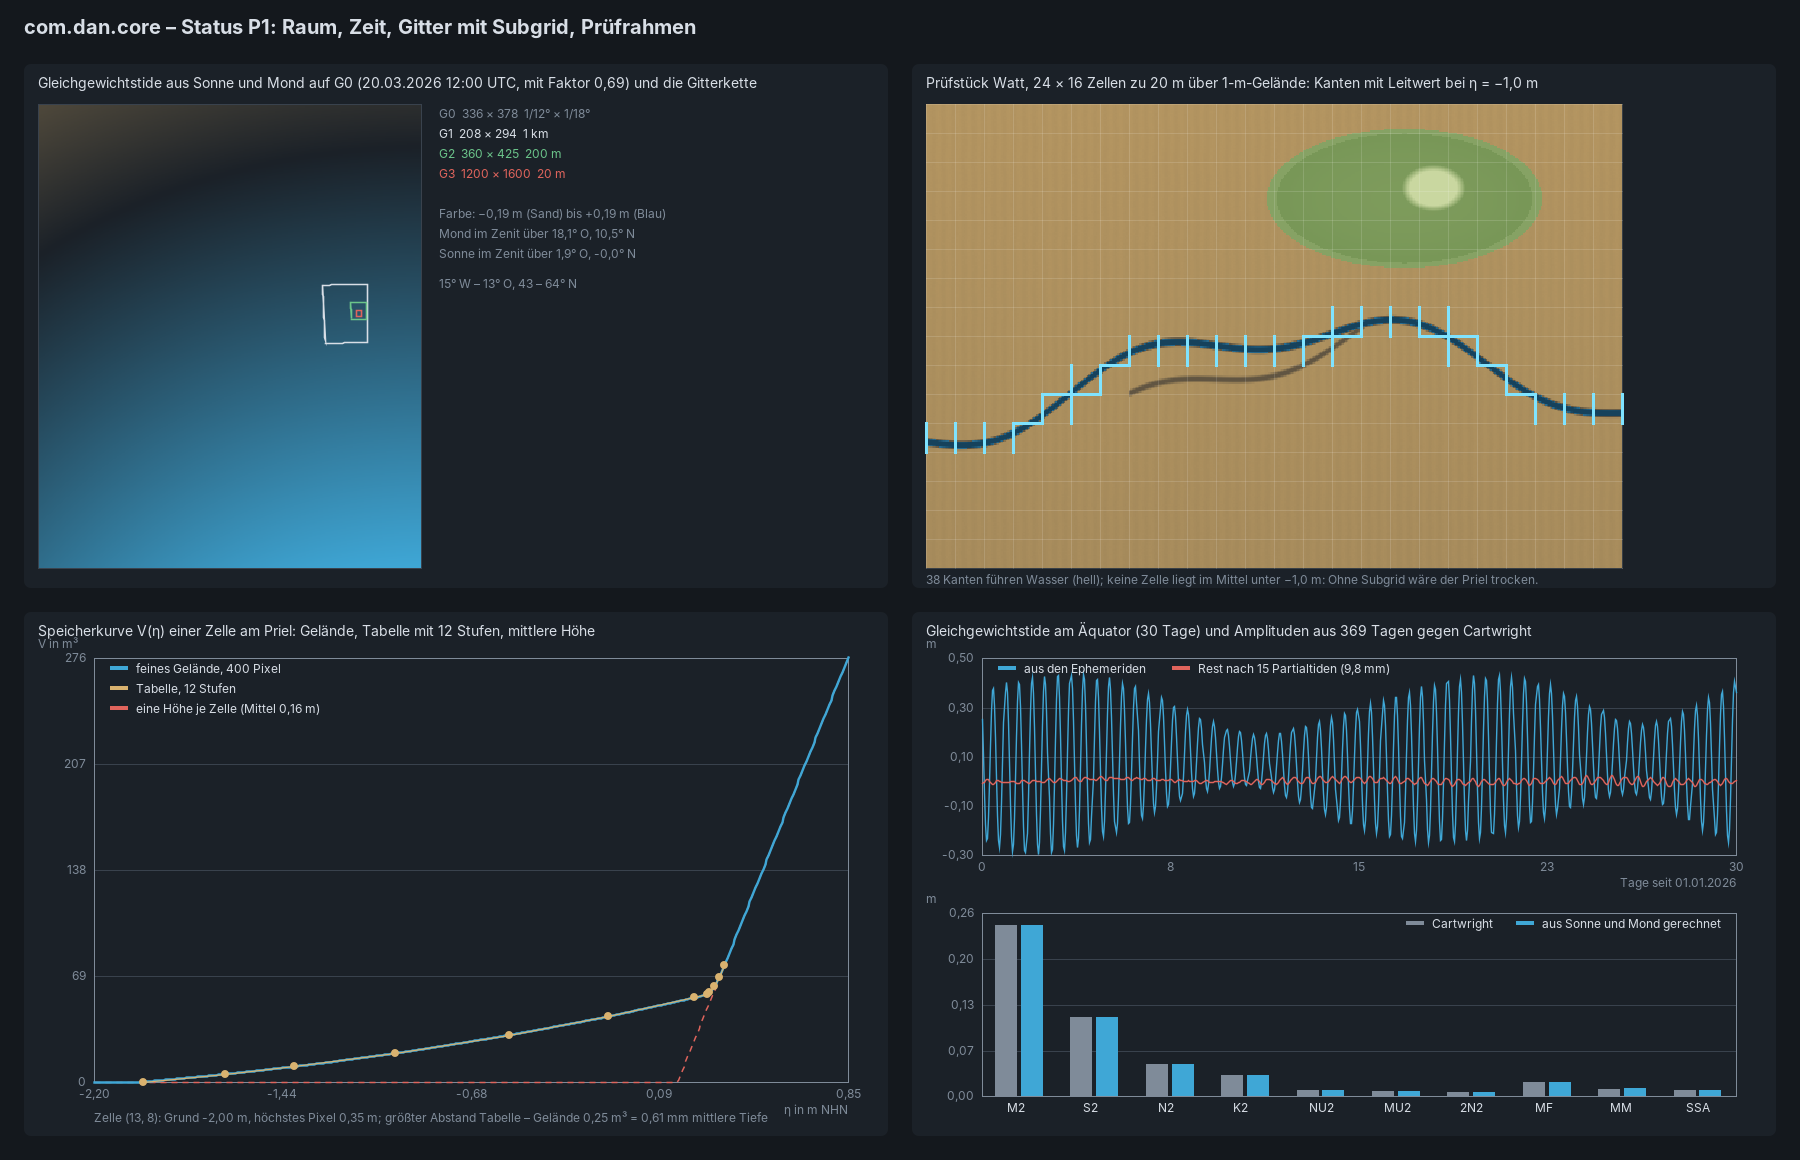 com.dan.core – Status P1: Raum, Zeit, Gitter mit Subgrid, Prüfrahmen
Gleichgewichtstide aus Sonne und Mond auf G0 (20.03.2026 12:00 UTC, mit Faktor 0,69) und die Gitterkette
G0 336 × 378 1/12° × 1/18°
G1 208 × 294 1 km
G2 360 × 425 200 m
G3 1200 × 1600 20 m
Farbe: −0,19 m (Sand) bis +0,19 m (Blau)
Mond im Zenit über 18,1° O, 10,5° N
Sonne im Zenit über 1,9° O, -0,0° N
15° W – 13° O, 43 – 64° N
Prüfstück Watt, 24 × 16 Zellen zu 20 m über 1-m-Gelände: Kanten mit Leitwert bei η = −1,0 m
38 Kanten führen Wasser (hell); keine Zelle liegt im Mittel unter −1,0 m: Ohne Subgrid wäre der Priel trocken.
Speicherkurve V(η) einer Zelle am Priel: Gelände, Tabelle mit 12 Stufen, mittlere Höhe
V in m³
276
207
138
69
0
feines Gelände, 400 Pixel
Tabelle, 12 Stufen
eine Höhe je Zelle (Mittel 0,16 m)
-2,20
-1,44
-0,68
0,09
0,85
η in m NHN
Zelle (13, 8): Grund -2,00 m, höchstes Pixel 0,35 m; größter Abstand Tabelle – Gelände 0,25 m³ = 0,61 mm mittlere Tiefe
Gleichgewichtstide am Äquator (30 Tage) und Amplituden aus 369 Tagen gegen Cartwright
m
0,50
0,30
0,10
-0,10
-0,30
aus den Ephemeriden
Rest nach 15 Partialtiden (9,8 mm)
0
8
15
23
30
Tage seit 01.01.2026
m
0,26
0,20
0,13
0,07
0,00
Cartwright
aus Sonne und Mond gerechnet
M2
S2
N2
K2
NU2
MU2
2N2
MF
MM
SSA